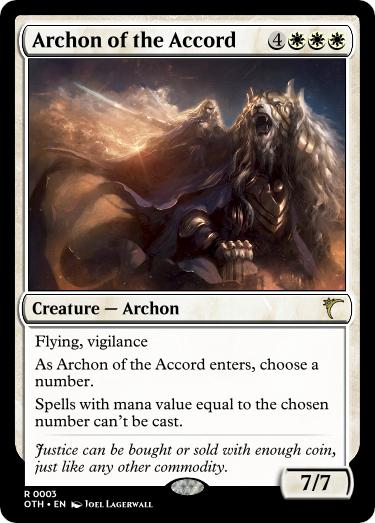 Archon of the Accord 4
Creature — Archon
Flying, vigilance
As Archon of the Accord enters, choose a
number.
Spells with mana value equal to the chosen
number can't be cast.
Justice can be bought or sold with enough coin,
just like any other commodity.
7/7
R 0003
OTH • EN Joel Lagerwall